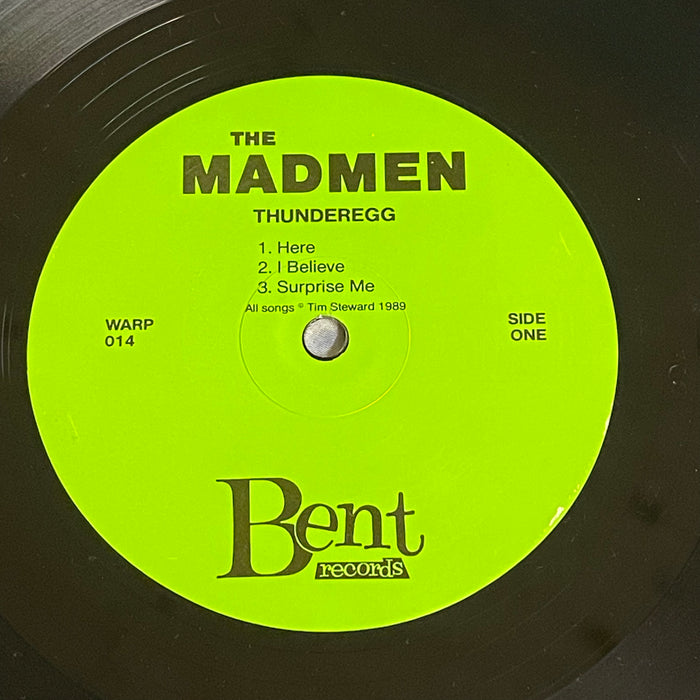 THE
MADMEN
THUNDEREGG
1. Here
2. I Believe
3. Surprise Me
All songs © Tim Steward 1989
WARP
014
SIDE
ONE
Bent
records